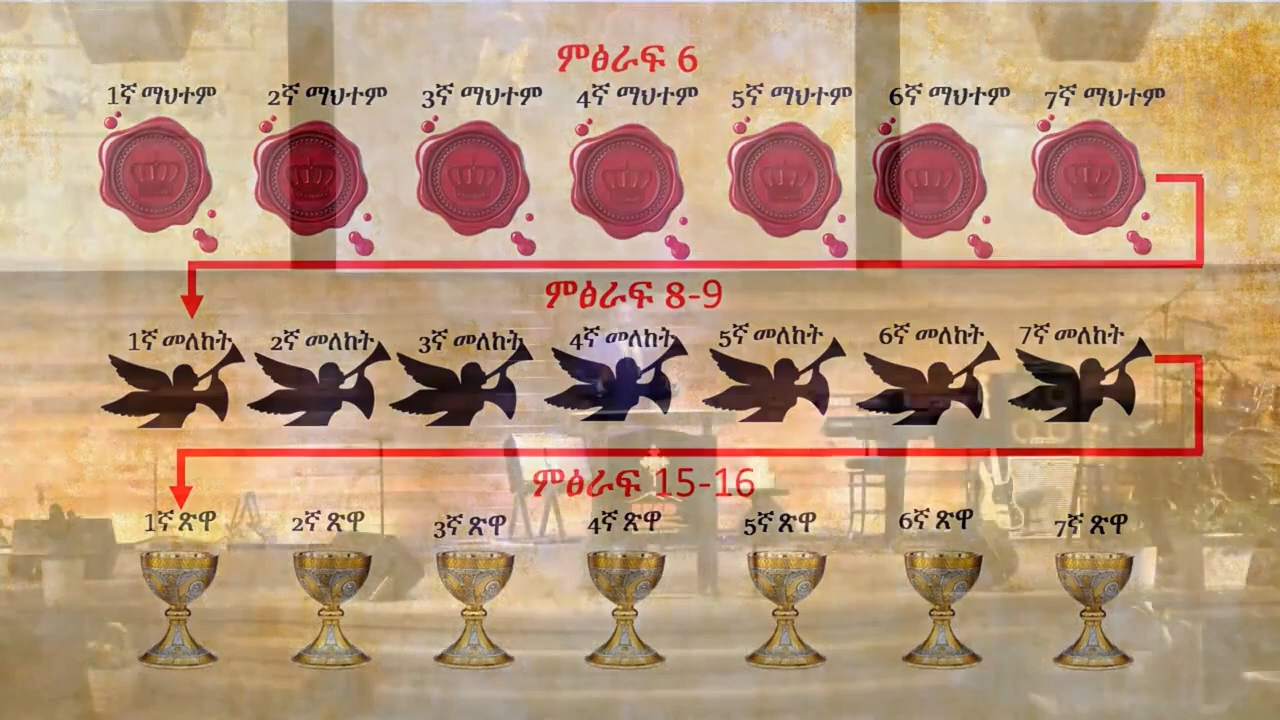 ምፅራፍ 6
1ኛ ማህተም 2ኛ ማህተም 3ኛ ማህተም 4ኛ ማህተም 5ኛ ማህተም 6ኛ ማህተም 7ኛ ማህተም
ምፅራፍ 8-9
1ኛ መለከት 2ኛ መለከት 3ኛ መለከት 4ኛ መለከት 5ኛ መለከት 6ኛ መለከት 7ኛ መለከት
ምፅራፍ 15-16
1ኛ ጽዋ 2ኛ ጽዋ 3ኛ ጽዋ 4ኛ ጽዋ 5ኛ ጽዋ 6ኛ ጽዋ 7ኛ ጽዋ